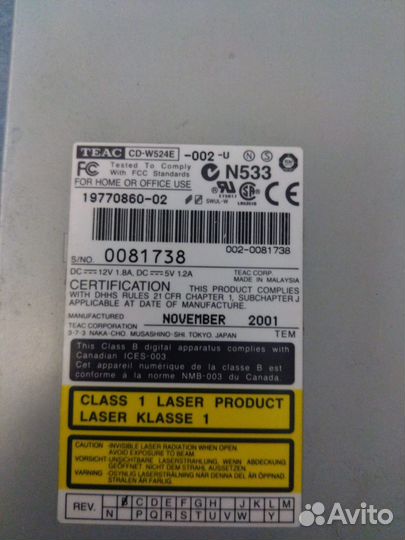 TEAC CD-W524E -002 -U N S
FC Tested To Comply
With FCC Standards
FOR HOME OR OFFICE USE
N533
19770860-02
SWUL-W
S/NO. 0081738
002-0081738
DC 12V 1.8A, DC 5V 1.2A
TEAC CORP.
MADE IN MALAYSIA
CERTIFICATION THIS PRODUCT COMPLIES
WITH DHHS RULES 21 CFR CHAPTER 1, SUBCHAPTER J
APPLICABLE AT DATE OF MANUFACTURE.
MANUFACTURED NOVEMBER 2001
TEAC CORPORATION
3-7-3 NAKA-CHO, MUSASHINO-SHI, TOKYO, JAPAN TEM
This Class B digital apparatus complies with
Canadian ICES-003
Cet appareil numérique de la classe B est
conforme à la norme NMB-003 du Canada.
CLASS 1 LASER PRODUCT
LASER KLASSE 1
CAUTION -INVISIBLE LASER RADIATION WHEN OPEN.
AVOID EXPOSURE TO BEAM.
VORSICHT-UNSICHTBARE LASERSTRAHLUNG, WENN ABDECKUNG
GEÖFFNET NICHT DEM STRAHL AUSSETZEN.
VARNING -OSYNLIG LASERSTRÅLNING NÄR DENNA DEL ÄR ÖPPNAD
STRÅLEN ÄR FARLIG.
REV. B C D E F G H J K L M
N P Q R S T U V W Y
Avito